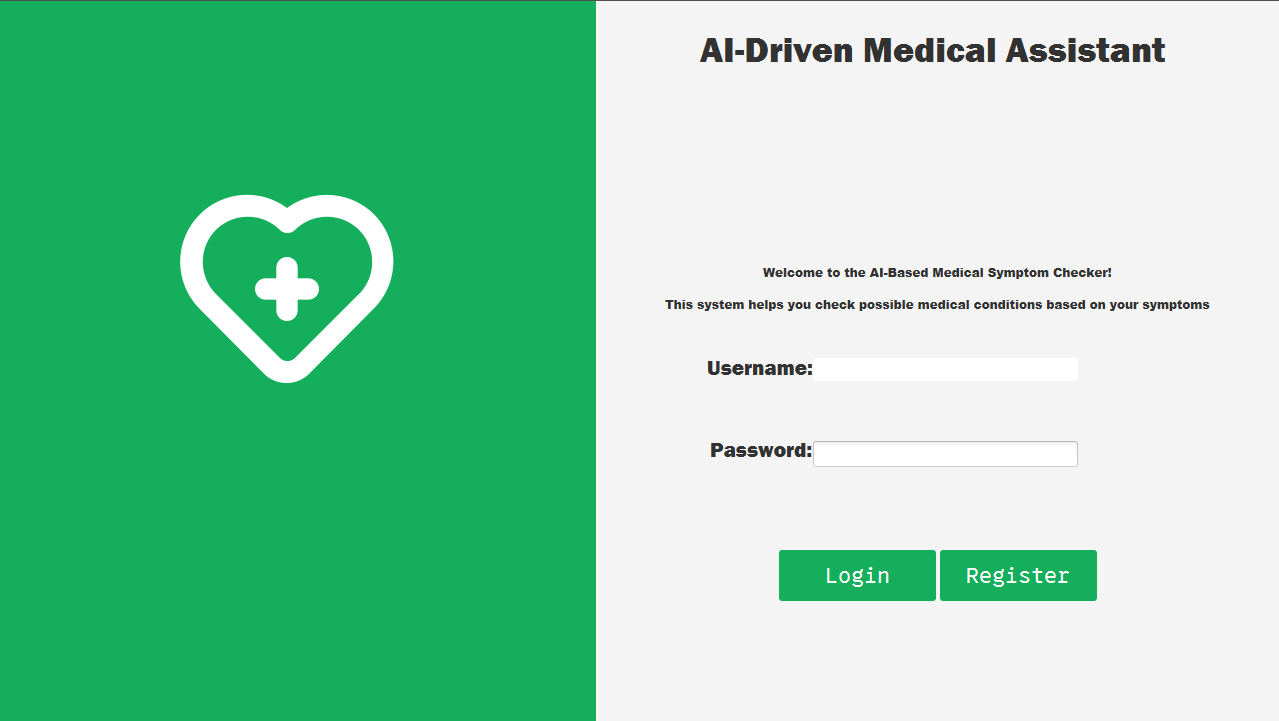 AI-Driven Medical Assistant
Welcome to the AI-Based Medical Symptom Checker!
This system helps you check possible medical conditions based on your symptoms
Username:
Password:
Login
Register